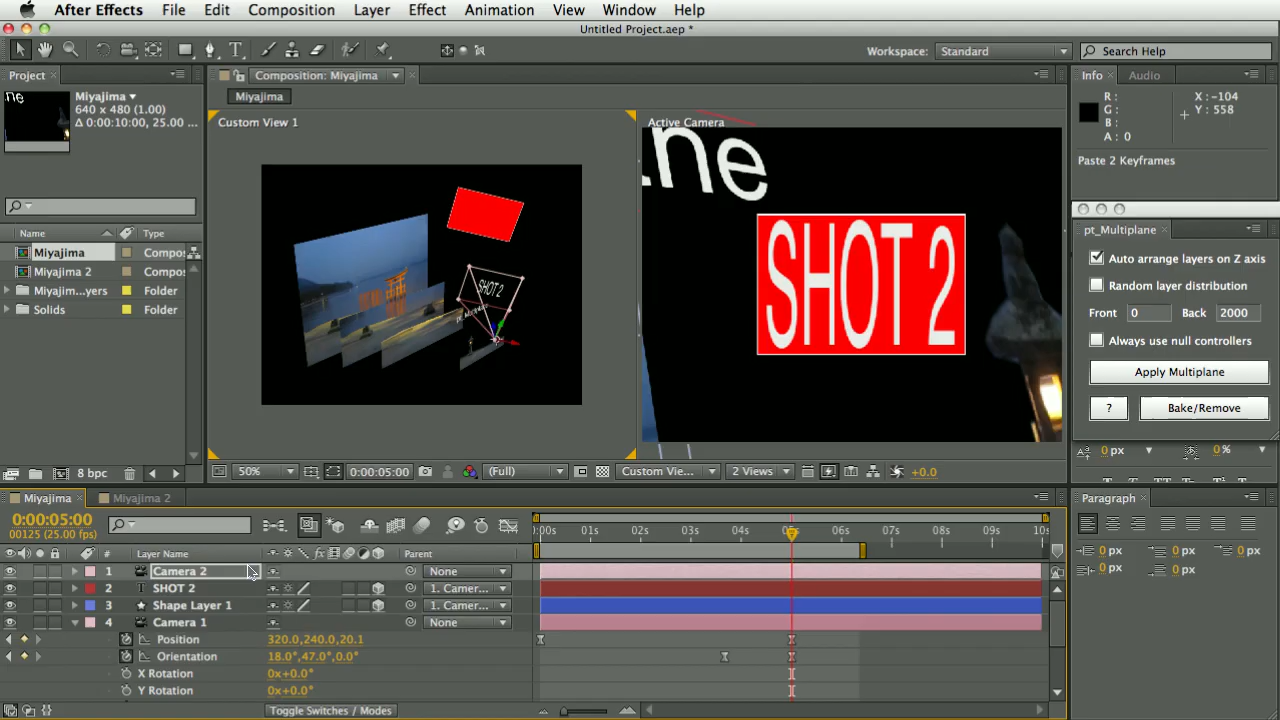 After Effects File Edit Composition Layer Effect Animation View Window Help
Untitled Project.aep *
Workspace: Standard Search Help
Project
Composition: Miyajima
Info Audio
Miyajima
640 x 480 (1.00)
Δ 0:00:10:00, 25.00 ...
Miyajima
R :
G :
B :
A : 0
X : -104
Y : 558
Paste 2 Keyframes
Custom View 1
Active Camera
ne
SHOT 2
SHOT 2
pt_Multiplane
Auto arrange layers on Z axis
Random layer distribution
Front 0 Back 2000
Always use null controllers
Apply Multiplane
? Bake/Remove
0 px 0 %
Name Type
Miyajima Compos
Miyajima 2 Compos
Miyajim...yers Folder
Solids Folder
8 bpc
50% 0:00:05:00 (Full) Custom Vie... 2 Views +0.0
Miyajima Miyajima 2
0:00:05:00
00125 (25.00 fps)
:00s 01s 02s 03s 04s 05s 06s 07s 08s 09s 10s
# Layer Name Parent
1 Camera 2 None
2 SHOT 2 1. Camer...
3 Shape Layer 1 1. Camer...
4 Camera 1 None
Position 320.0,240.0,20.1
Orientation 18.0°,47.0°,0.0°
X Rotation 0x+0.0°
Y Rotation 0x+0.0°
Toggle Switches / Modes
Paragraph
0 px 0 px 0 px
0 px 0 px